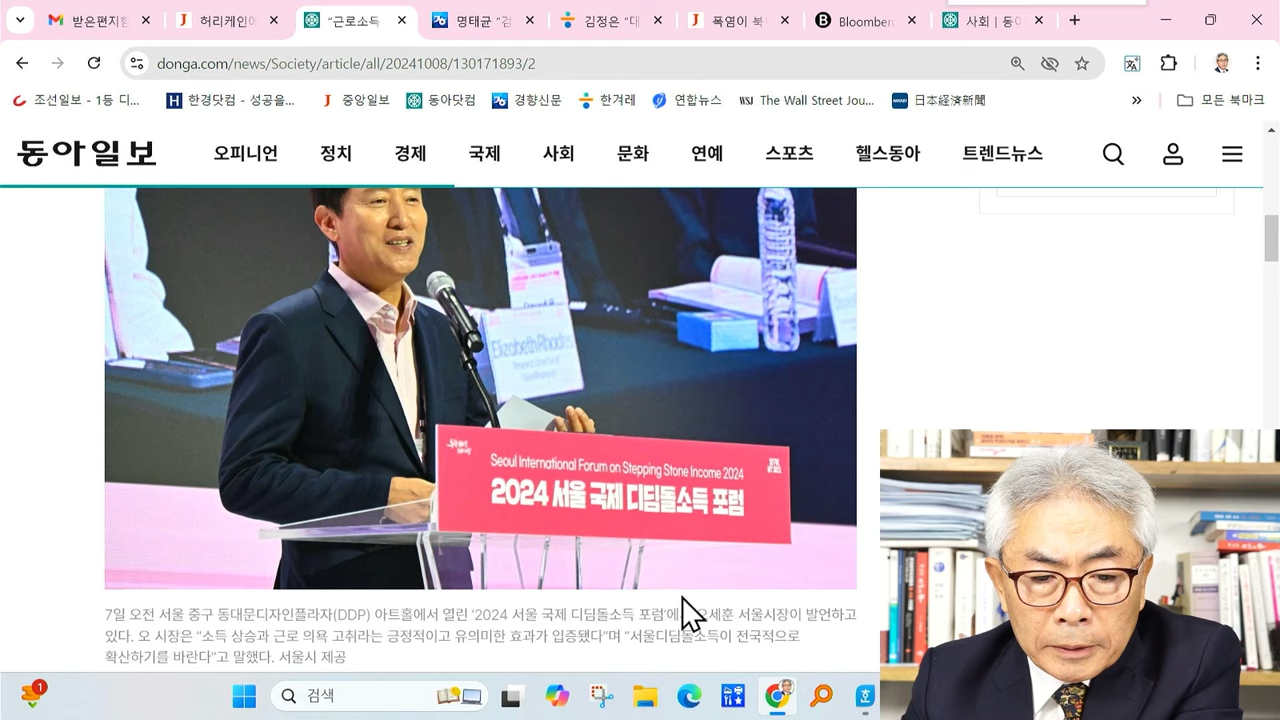 받은편지함
허리케인에
“근로소득
명태균 “검
김정은 “대
폭염이 북
Bloomber
사회 | 동아
donga.com/news/Society/article/all/20241008/130171893/2
조선일보 - 1등 디...
한경닷컴 - 성공을...
중앙일보
동아닷컴
경향신문
한겨레
연합뉴스
WSJ The Wall Street Jou...
NIKKEI 日本経済新聞
모든 북마크
동아일보
오피니언 정치 경제 국제 사회 문화 연예 스포츠 헬스동아 트렌드뉴스
Elizabeth Rhodes
Seoul International Forum on Stepping Stone Income 2024
2024 서울 국제 디딤돌소득 포럼
7일 오전 서울 중구 동대문디자인플라자(DDP) 아트홀에서 열린 ‘2024 서울 국제 디딤돌소득 포럼’에 오세훈 서울시장이 발언하고
있다. 오 시장은 “소득 상승과 근로 의욕 고취라는 긍정적이고 유의미한 효과가 입증됐다”며 “서울디딤돌소득이 전국적으로
확산하기를 바란다”고 말했다. 서울시 제공
1
검색